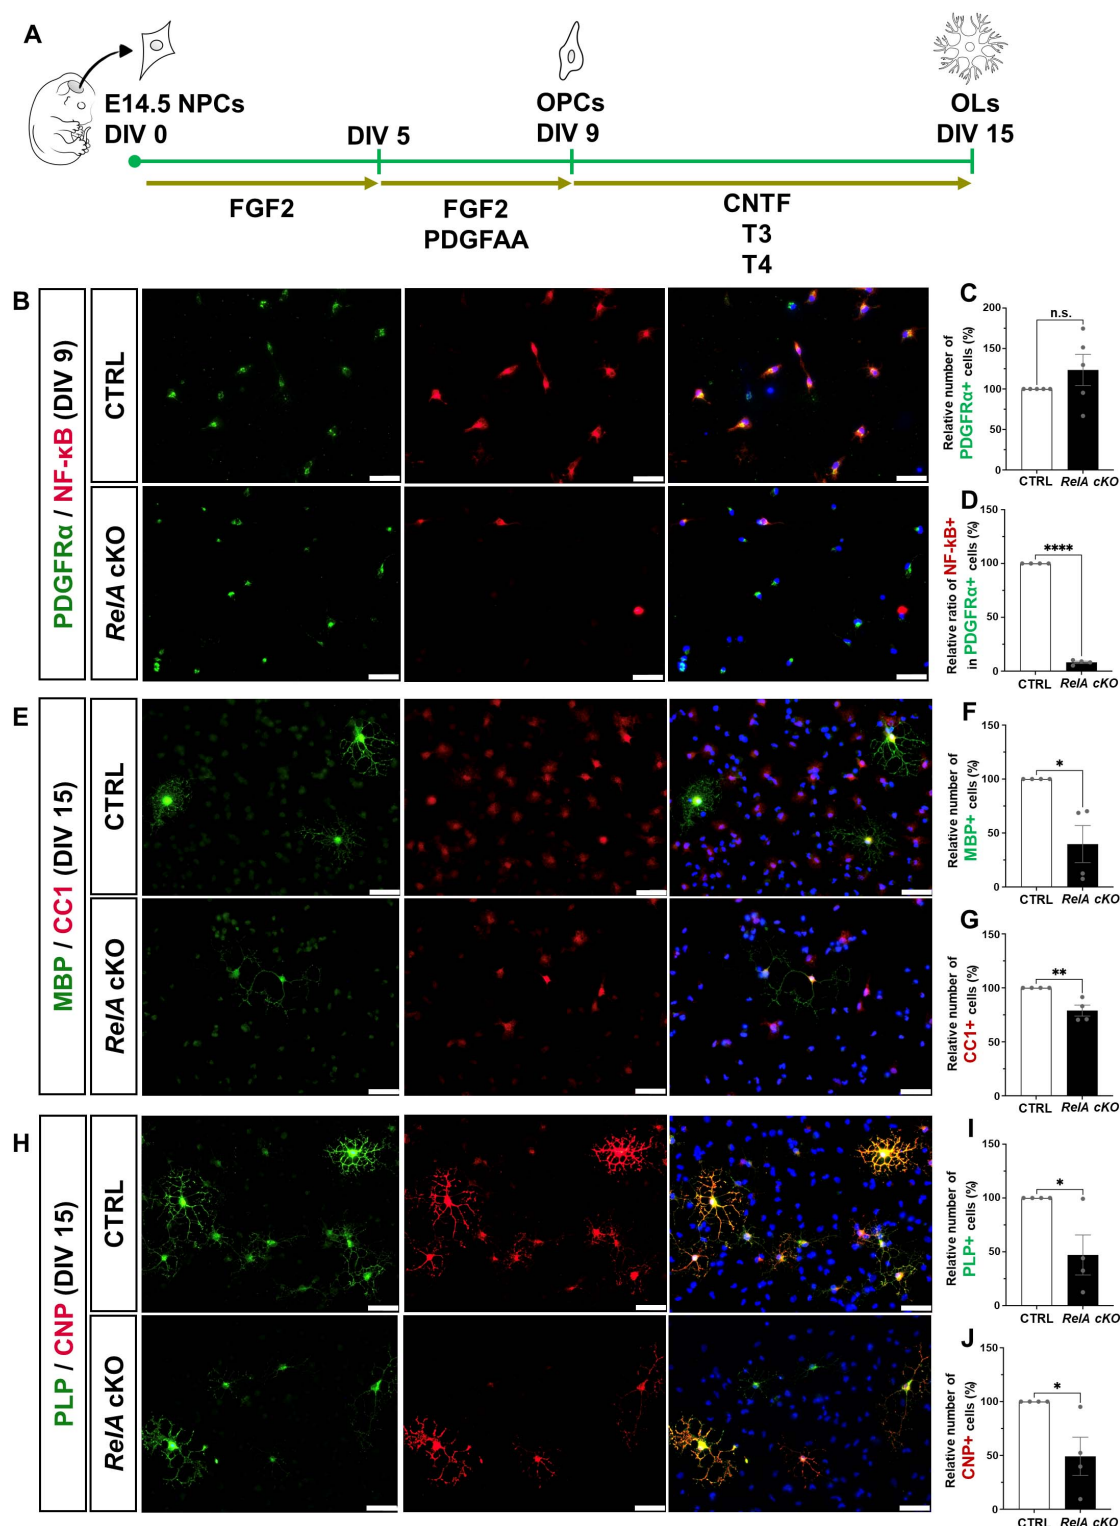 A
E14.5 NPCs
DIV 0
DIV 5
OPCs
DIV 9
OLs
DIV 15
FGF2
FGF2
PDGFAA
CNTF
T3
T4
B
PDGFRα / NF-κB (DIV 9)
CTRL
RelA cKO
C
Relative number of
PDGFRα+ cells (%)
200
150
100
50
0
n.s.
CTRL RelA cKO
D
Relative ratio of NF-kB+
in PDGFRα+ cells (%)
150
100
50
0
****
CTRL RelA cKO
E
MBP / CC1 (DIV 15)
CTRL
RelA cKO
F
Relative number of
MBP+ cells (%)
150
100
50
0
*
CTRL RelA cKO
G
Relative number of
CC1+ cells (%)
150
100
50
0
**
CTRL RelA cKO
H
PLP / CNP (DIV 15)
CTRL
RelA cKO
I
Relative number of
PLP+ cells (%)
150
100
50
0
*
CTRL RelA cKO
J
Relative number of
CNP+ cells (%)
150
100
50
0
*
CTRL RelA cKO